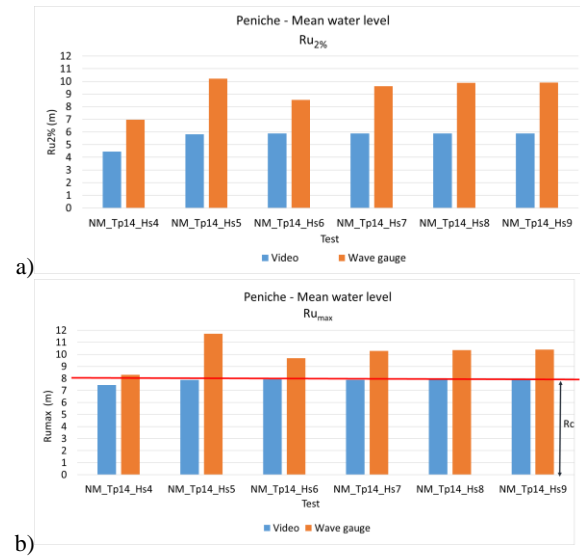 Peniche - Mean water level
Ru2%
12
11
10
9
8
7
6
5
4
3
2
1
0
Ru2% (m)
NM_Tp14_Hs4 NM_Tp14_Hs5 NM_Tp14_Hs6 NM_Tp14_Hs7 NM_Tp14_Hs8 NM_Tp14_Hs9
Test
Video Wave gauge
a)
Peniche - Mean water level
Rumax
12
11
10
9
8
7
6
5
4
3
2
1
0
Rumax (m)
Rc
NM_Tp14_Hs4 NM_Tp14_Hs5 NM_Tp14_Hs6 NM_Tp14_Hs7 NM_Tp14_Hs8 NM_Tp14_Hs9
Test
Video Wave gauge
b)